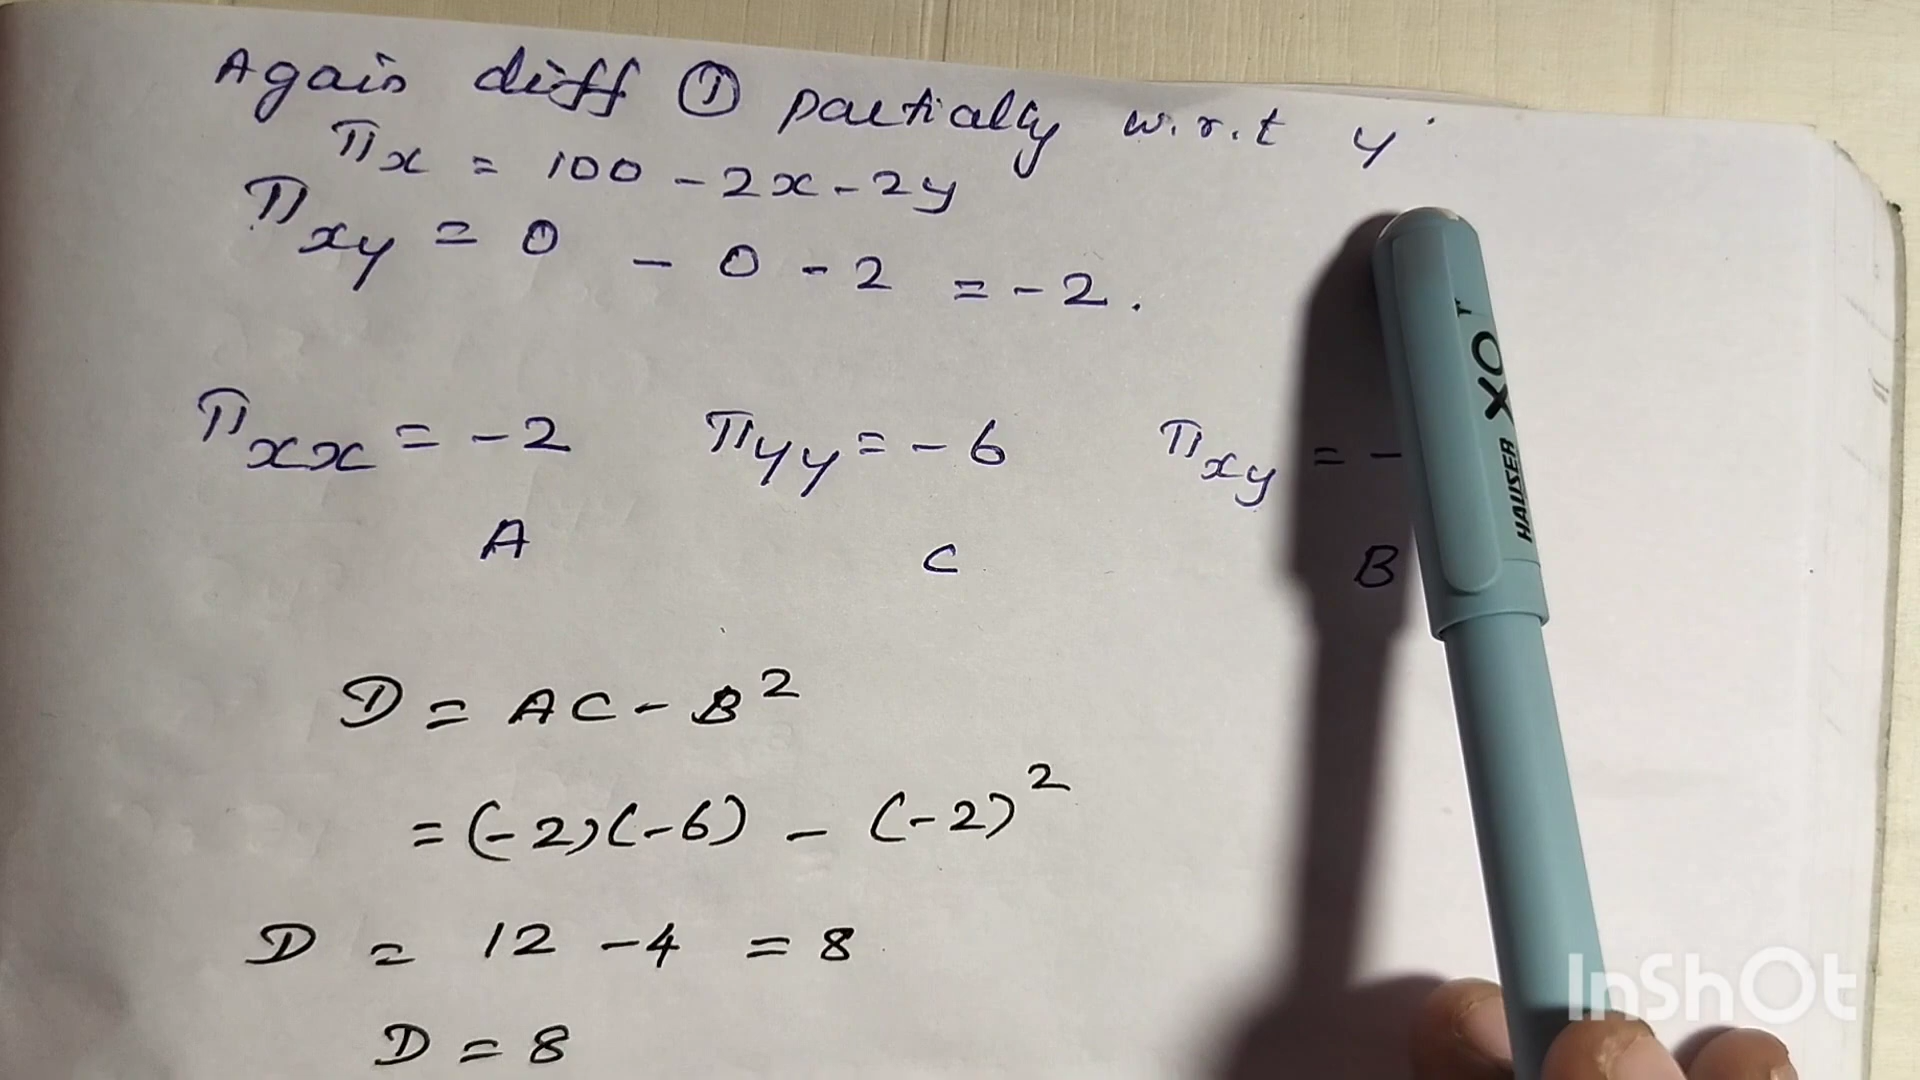 Again diff ① partially w.r.t y.
πx = 100 - 2x - 2y
πxy = 0 - 0 - 2 = -2.
πxx = -2 πyy = -6 πxy = -
A C B
D = AC - B²
= (-2)(-6) - (-2)²
D = 12 - 4 = 8
D = 8
HAUSER XO
InShOt